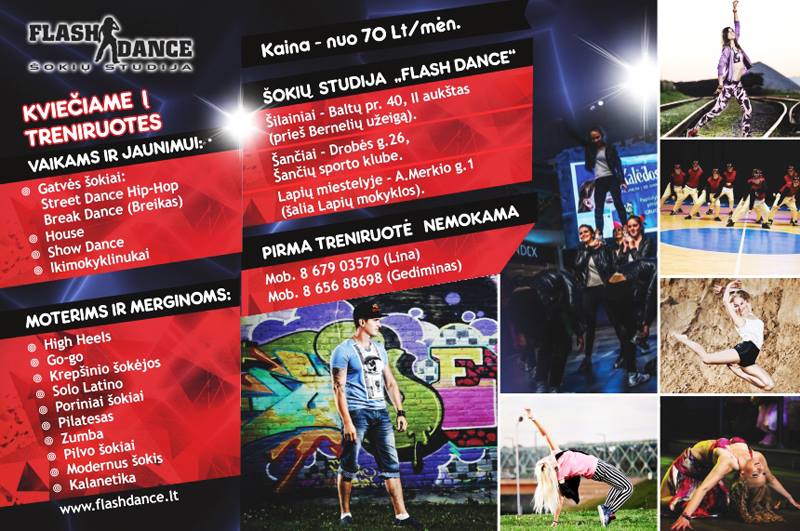 FLASH DANCE
ŠOKIŲ STUDIJA
KVIEČIAME Į
TRENIRUOTES
VAIKAMS IR JAUNIMUI:
Gatvės šokiai:
Street Dance Hip-Hop
Break Dance (Breikas)
House
Show Dance
Ikimokyklinukai
MOTERIMS IR MERGINOMS:
High Heels
Go-go
Krepšinio šokėjos
Solo Latino
Poriniai šokiai
Pilatesas
Zumba
Pilvo šokiai
Modernus šokis
Kalanetika
www.flashdance.lt
Kaina - nuo 70 Lt/mėn.
ŠOKIŲ STUDIJA „FLASH DANCE“
Šilainiai - Baltų pr. 40, II aukštas
(prieš Bernelių užeigą).
Šančiai - Drobės g.26,
Šančių sporto klube.
Lapių miestelyje - A.Merkio g.1
(šalia Lapių mokyklos).
PIRMA TRENIRUOTĖ NEMOKAMA
Mob. 8 679 03570 (Lina)
Mob. 8 656 88698 (Gediminas)